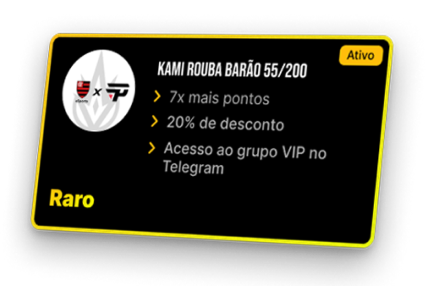 Ativo
KAMI ROUBA BARÃO 55/200
x
7x mais pontos
20% de desconto
Acesso ao grupo VIP no
Telegram
Raro